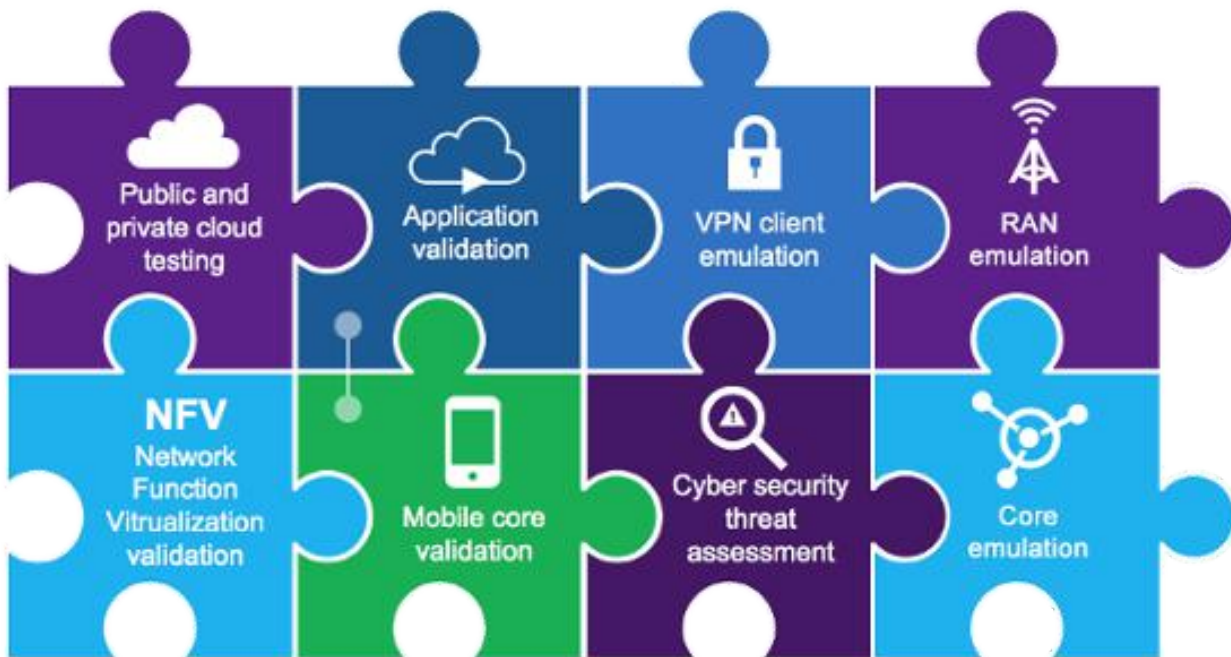 Public and
private cloud
testing
Application
validation
VPN client
emulation
RAN
emulation
NFV
Network
Function
Vitrualization
validation
Mobile core
validation
Cyber security
threat
assessment
Core
emulation